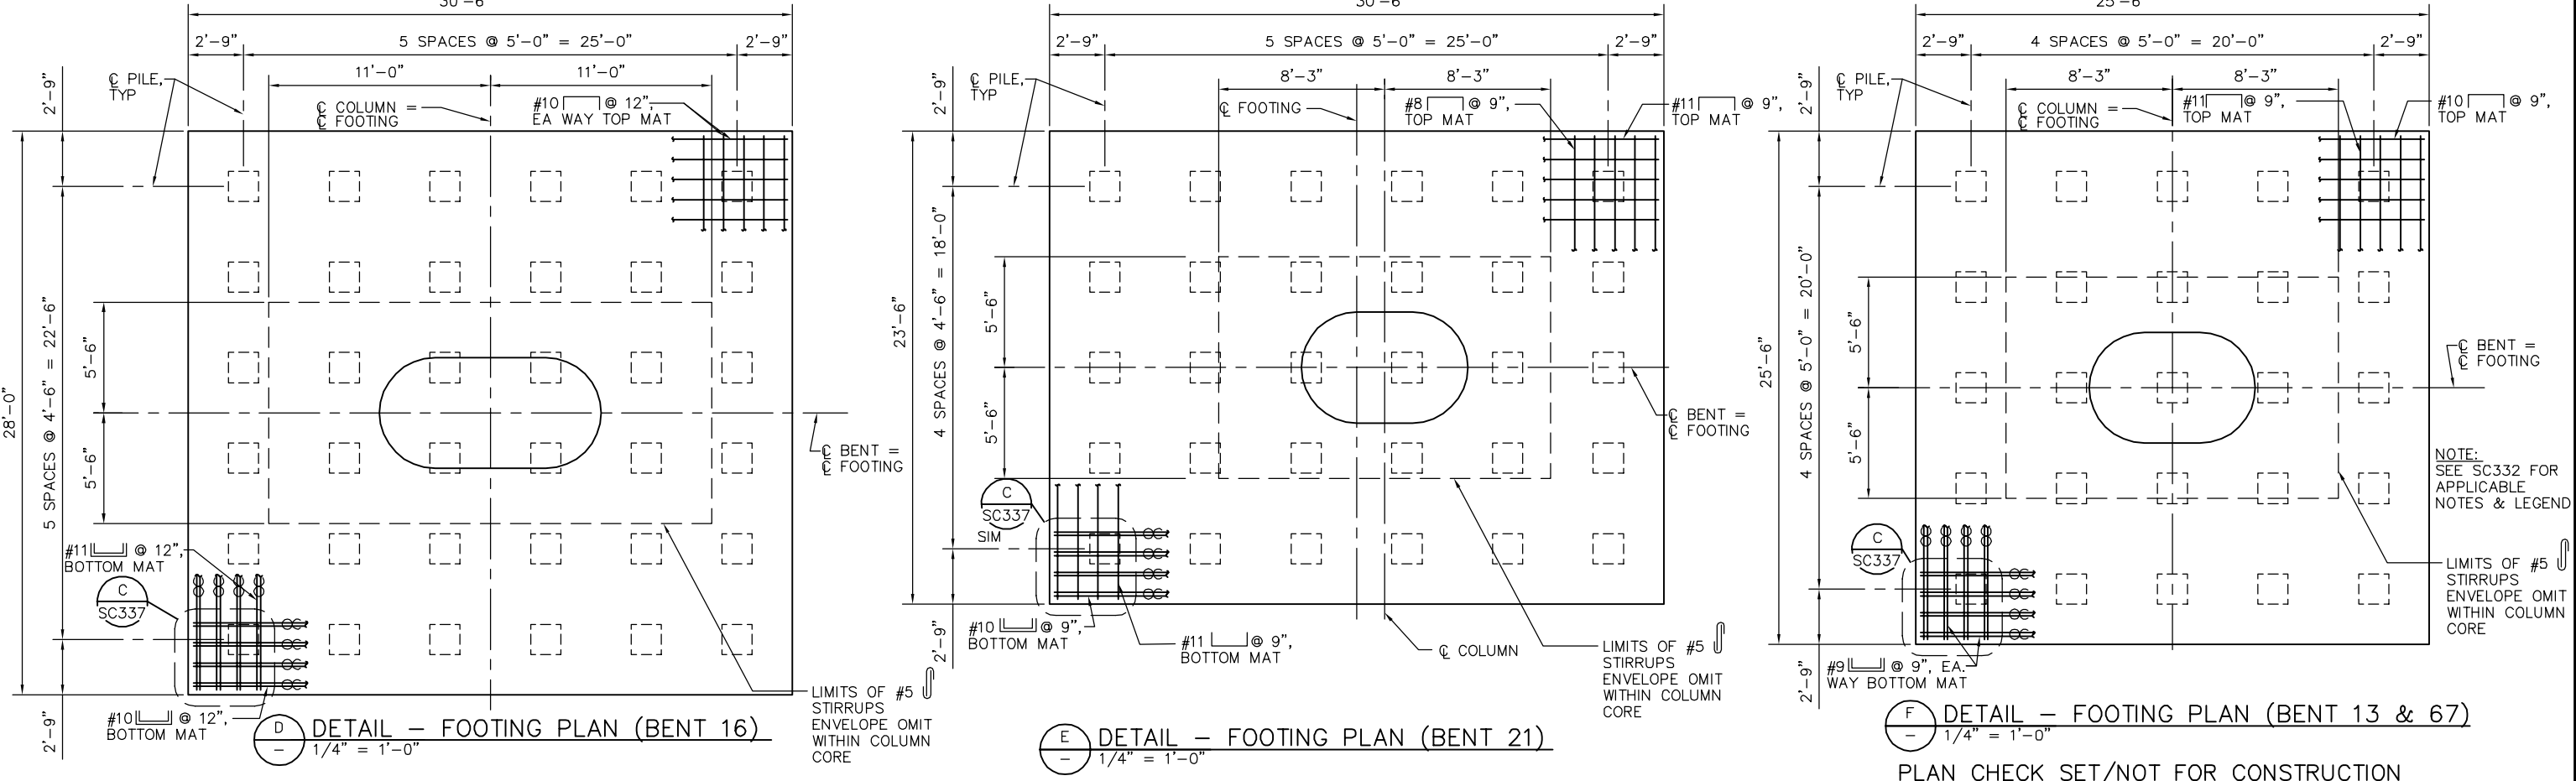 30'-6"
2'-9"
5 SPACES @ 5'-0" = 25'-0"
2'-9"
11'-0"
11'-0"
2'-9"
℄ PILE,
TYP
℄ COLUMN =
℄ FOOTING
#10 @ 12",
EA WAY TOP MAT
28'-0"
5 SPACES @ 4'-6" = 22'-6"
5'-6"
5'-6"
℄ BENT =
℄ FOOTING
#11 @ 12",
BOTTOM MAT
C
SC337
2'-9"
#10 @ 12",
BOTTOM MAT
LIMITS OF #5
STIRRUPS
ENVELOPE OMIT
WITHIN COLUMN
CORE
D
–
DETAIL – FOOTING PLAN (BENT 16)
1/4" = 1'-0"
30'-6"
2'-9"
5 SPACES @ 5'-0" = 25'-0"
2'-9"
8'-3"
8'-3"
2'-9"
℄ PILE,
TYP
℄ FOOTING
#8 @ 9",
TOP MAT
#11 @ 9",
TOP MAT
23'-6"
4 SPACES @ 4'-6" = 18'-0"
5'-6"
5'-6"
℄ BENT =
℄ FOOTING
C
SC337
SIM
2'-9"
#10 @ 9",
BOTTOM MAT
#11 @ 9",
BOTTOM MAT
℄ COLUMN
LIMITS OF #5
STIRRUPS
ENVELOPE OMIT
WITHIN COLUMN
CORE
E
–
DETAIL – FOOTING PLAN (BENT 21)
1/4" = 1'-0"
25'-6"
2'-9"
4 SPACES @ 5'-0" = 20'-0"
2'-9"
8'-3"
8'-3"
2'-9"
℄ PILE,
TYP
℄ COLUMN =
℄ FOOTING
#11 @ 9",
TOP MAT
#10 @ 9",
TOP MAT
25'-6"
4 SPACES @ 5'-0" = 20'-0"
5'-6"
5'-6"
℄ BENT =
℄ FOOTING
NOTE:
SEE SC332 FOR
APPLICABLE
NOTES & LEGEND
C
SC337
LIMITS OF #5
STIRRUPS
ENVELOPE OMIT
WITHIN COLUMN
CORE
2'-9"
#9 @ 9", EA.
WAY BOTTOM MAT
F
–
DETAIL – FOOTING PLAN (BENT 13 & 67)
1/4" = 1'-0"
PLAN CHECK SET/NOT FOR CONSTRUCTION